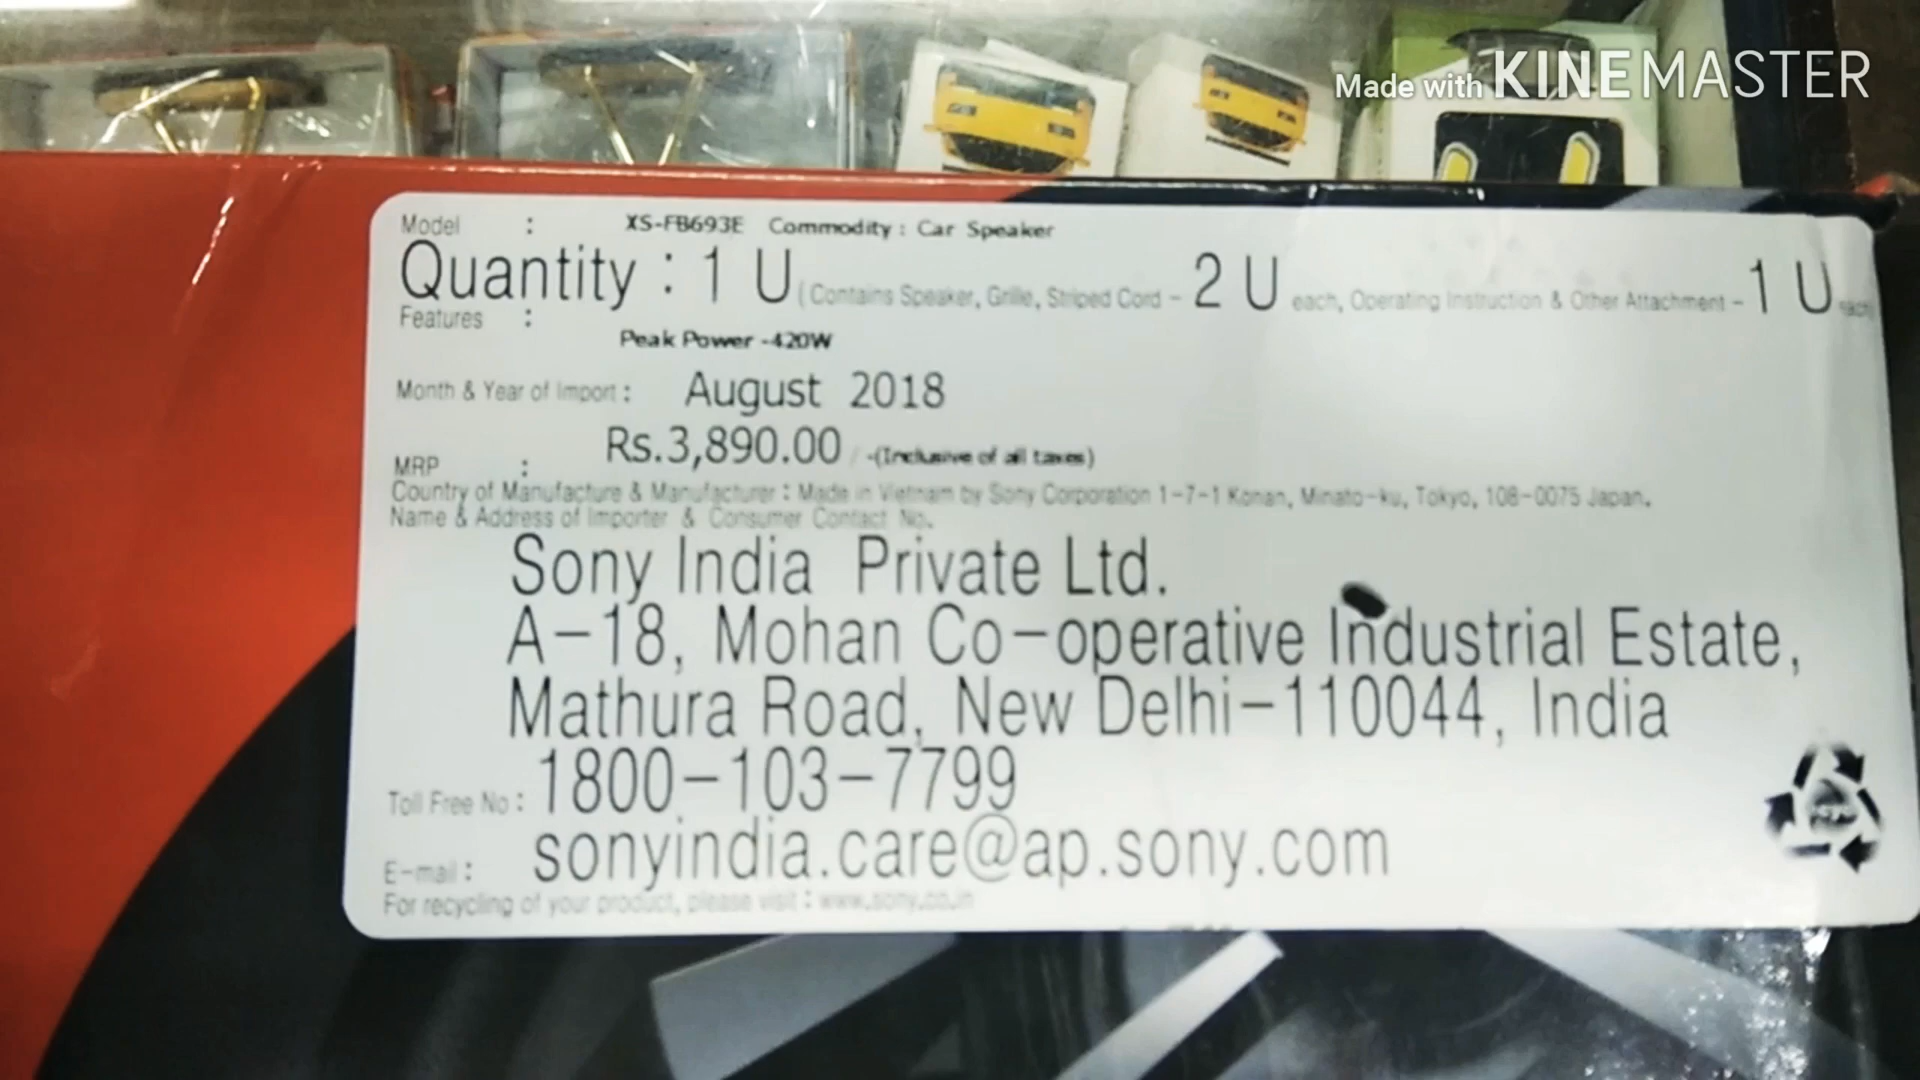 Made with KINEMASTER
Model : XS-FB693E Commodity : Car Speaker
Quantity : 1 U (Contains Speaker, Grille, Striped Cord - 2 U each, Operating Instruction & Other Attachment - 1 U each)
Features :
Peak Power -420W
Month & Year of Import : August 2018
MRP : Rs.3,890.00 /-(Inclusive of all taxes)
Country of Manufacture & Manufacturer : Made in Vietnam by Sony Corporation 1-7-1 Konan, Minato-ku, Tokyo, 108-0075 Japan.
Name & Address of Importer & Consumer Contact No.
Sony India Private Ltd.
A-18, Mohan Co-operative Industrial Estate,
Mathura Road, New Delhi-110044, India
Toll Free No : 1800-103-7799
E-mail : sonyindia.care@ap.sony.com
For recycling of your product, please visit : www.sony.co.in